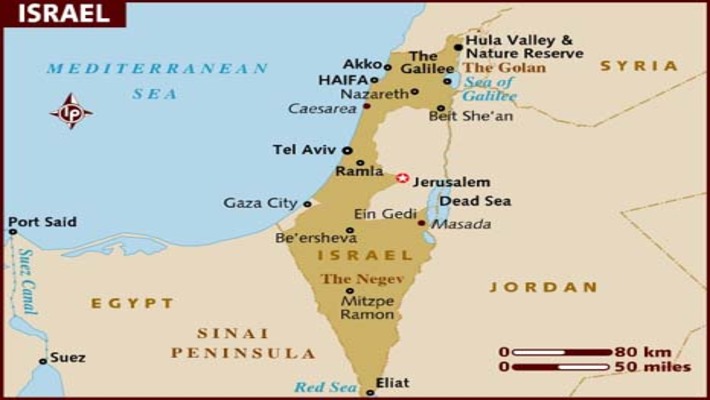 ISRAEL
MEDITERRANEAN
SEA
Akko
HAIFA
Nazareth
Caesarea
The
Galilee
Hula Valley &
Nature Reserve
The Golan
Sea of
Galilee
Beit She'an
SYRIA
LP
Tel Aviv
Ramla
Jerusalem
Dead Sea
Gaza City
Ein Gedi
Masada
Be'ersheva
ISRAEL
The Negev
Mitzpe
Ramon
JORDAN
Port Said
Suez Canal
EGYPT
SINAI
PENINSULA
Suez
Red Sea
Eliat
0 80 km
0 50 miles